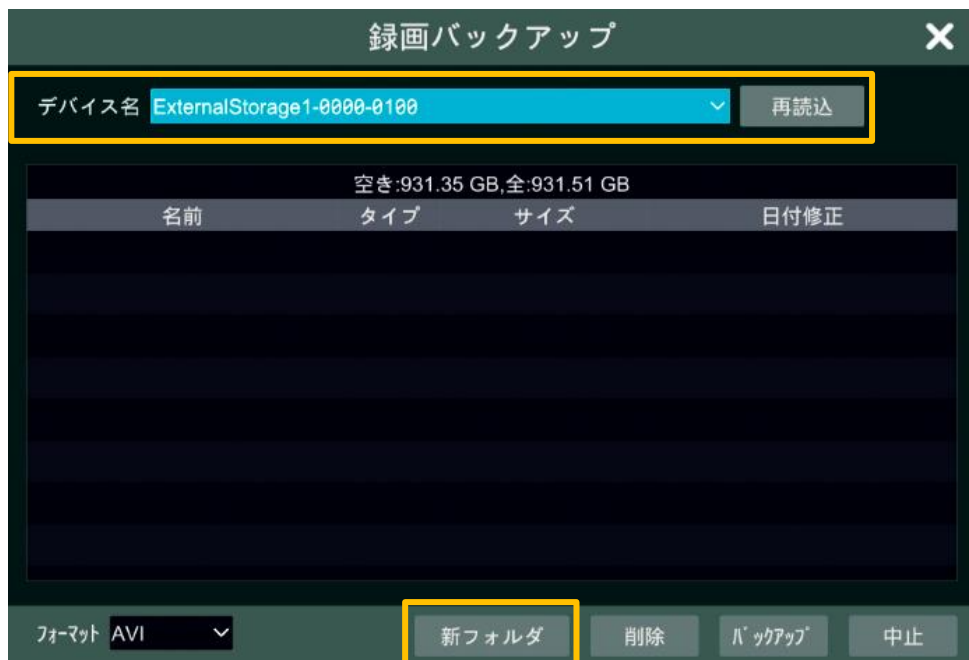 録画バックアップ
デバイス名 ExternalStorage1-0000-0100 再読込
空き:931.35 GB,全:931.51 GB
名前 タイプ サイズ 日付修正
ﾌｫｰﾏｯﾄ AVI 新フォルダ 削除 ﾊﾞｯｸｱｯﾌﾟ 中止